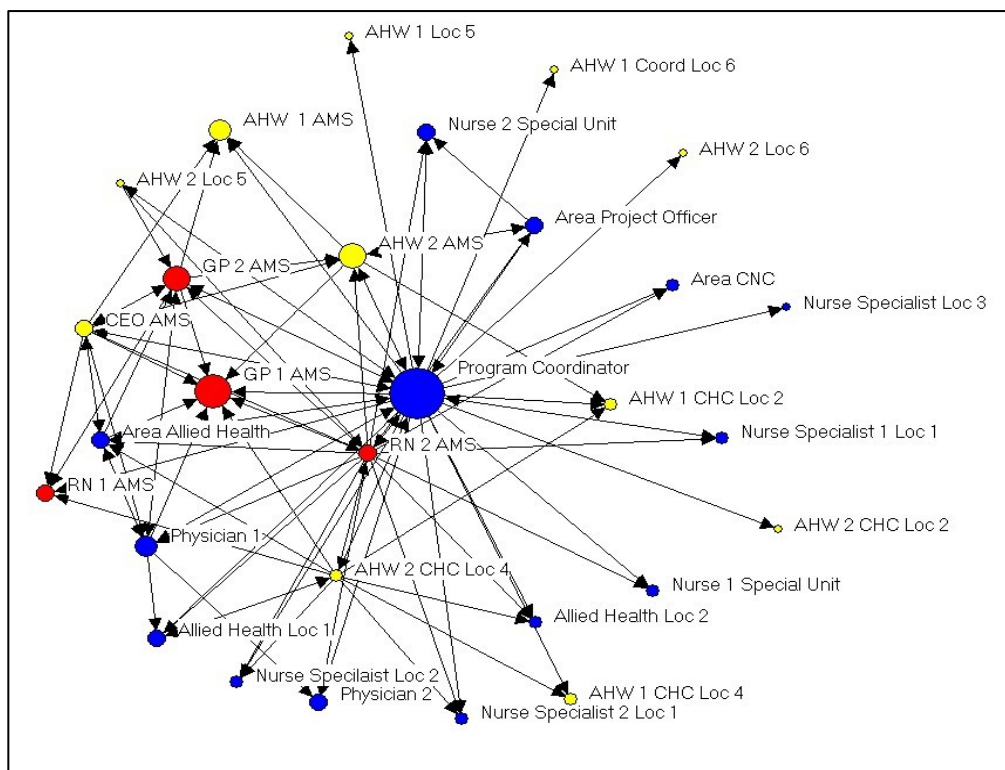 AHW 1 Loc 5
AHW 1 Coord Loc 6
AHW 1 AMS
Nurse 2 Special Unit
AHW 2 Loc 6
AHW 2 Loc 5
Area Project Officer
AHW 2 AMS
GP 2 AMS
Area CNC
Nurse Specialist Loc 3
CEO AMS
Program Coordinator
GP 1 AMS
AHW 1 CHC Loc 2
Area Allied Health
RN 2 AMS
Nurse Specialist 1 Loc 1
RN 1 AMS
AHW 2 CHC Loc 2
Physician 1
AHW 2 CHC Loc 4
Nurse 1 Special Unit
Allied Health Loc 2
Allied Health Loc 1
Nurse Specilaist Loc 2
Physician 2
AHW 1 CHC Loc 4
Nurse Specialist 2 Loc 1